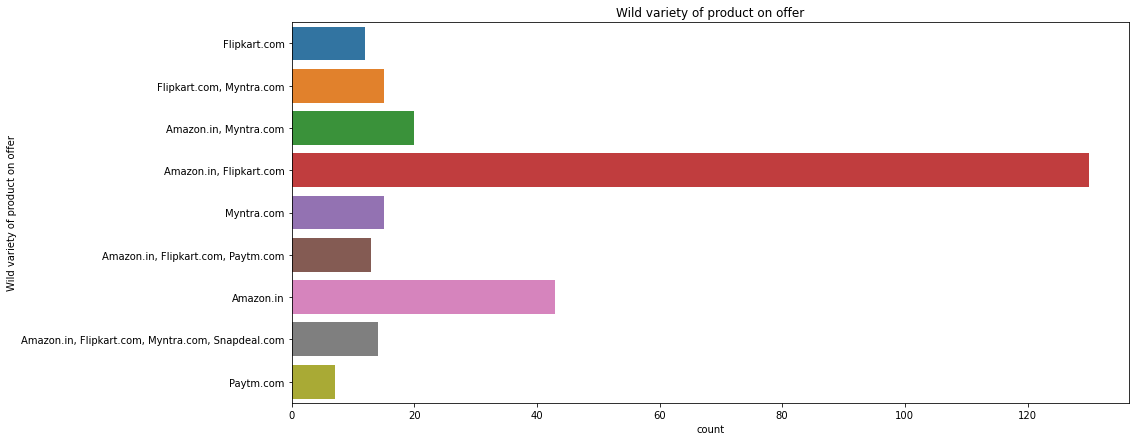 Wild variety of product on offer
Wild variety of product on offer
Flipkart.com
Flipkart.com, Myntra.com
Amazon.in, Myntra.com
Amazon.in, Flipkart.com
Myntra.com
Amazon.in, Flipkart.com, Paytm.com
Amazon.in
Amazon.in, Flipkart.com, Myntra.com, Snapdeal.com
Paytm.com
0 20 40 60 80 100 120
count